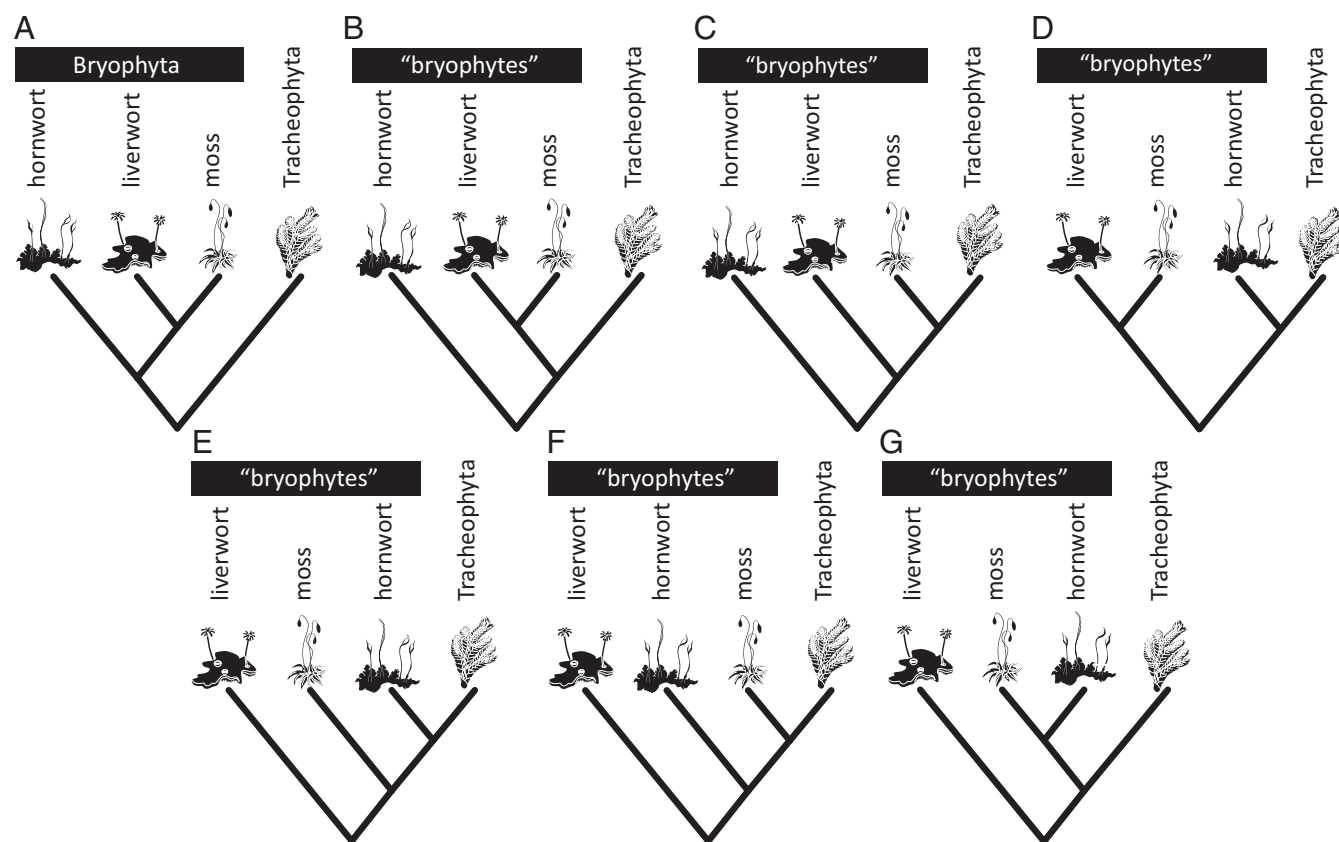 A
Bryophyta
hornwort
liverwort
moss
Tracheophyta
B
“bryophytes”
hornwort
liverwort
moss
Tracheophyta
C
“bryophytes”
hornwort
liverwort
moss
Tracheophyta
D
“bryophytes”
liverwort
moss
hornwort
Tracheophyta
E
“bryophytes”
liverwort
moss
hornwort
Tracheophyta
F
“bryophytes”
liverwort
hornwort
moss
Tracheophyta
G
“bryophytes”
liverwort
moss
hornwort
Tracheophyta